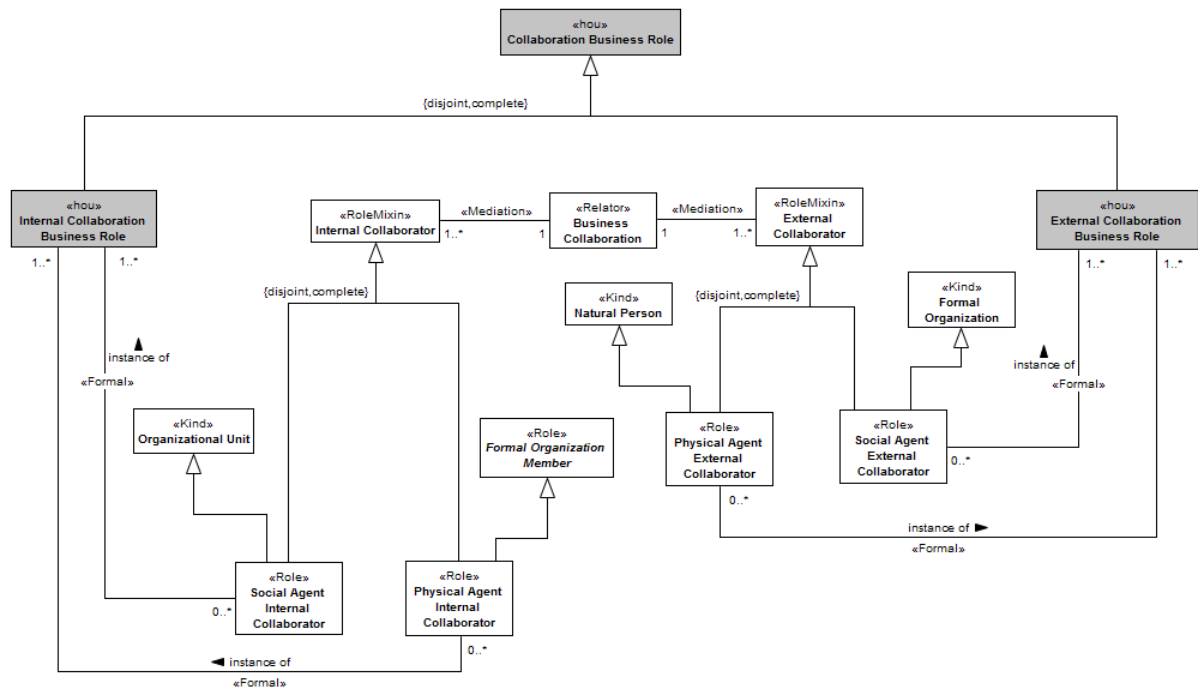 «hou»
Collaboration Business Role
{disjoint,complete}
«hou»
Internal Collaboration
Business Role
1..*
1..*
«RoleMixin»
Internal Collaborator
«Mediation»
1..*
1
«Relator»
Business
Collaboration
«Mediation»
1
1..*
«RoleMixin»
External
Collaborator
«hou»
External Collaboration
Business Role
1..*
1..*
{disjoint,complete}
{disjoint,complete}
«Kind»
Natural Person
«Kind»
Formal
Organization
instance of
«Formal»
instance of
«Formal»
«Kind»
Organizational Unit
«Role»
Formal Organization
Member
«Role»
Physical Agent
External
Collaborator
0..*
«Role»
Social Agent
External
Collaborator
0..*
instance of
«Formal»
«Role»
Social Agent
Internal
Collaborator
0..*
«Role»
Physical Agent
Internal
Collaborator
0..*
instance of
«Formal»